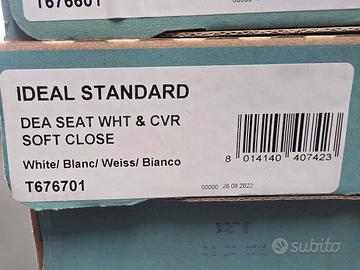 T676601
IDEAL STANDARD
DEA SEAT WHT & CVR
SOFT CLOSE
White/ Blanc/ Weiss/ Bianco
T676701
8 014140 407423
00000 26 08 2022
subito